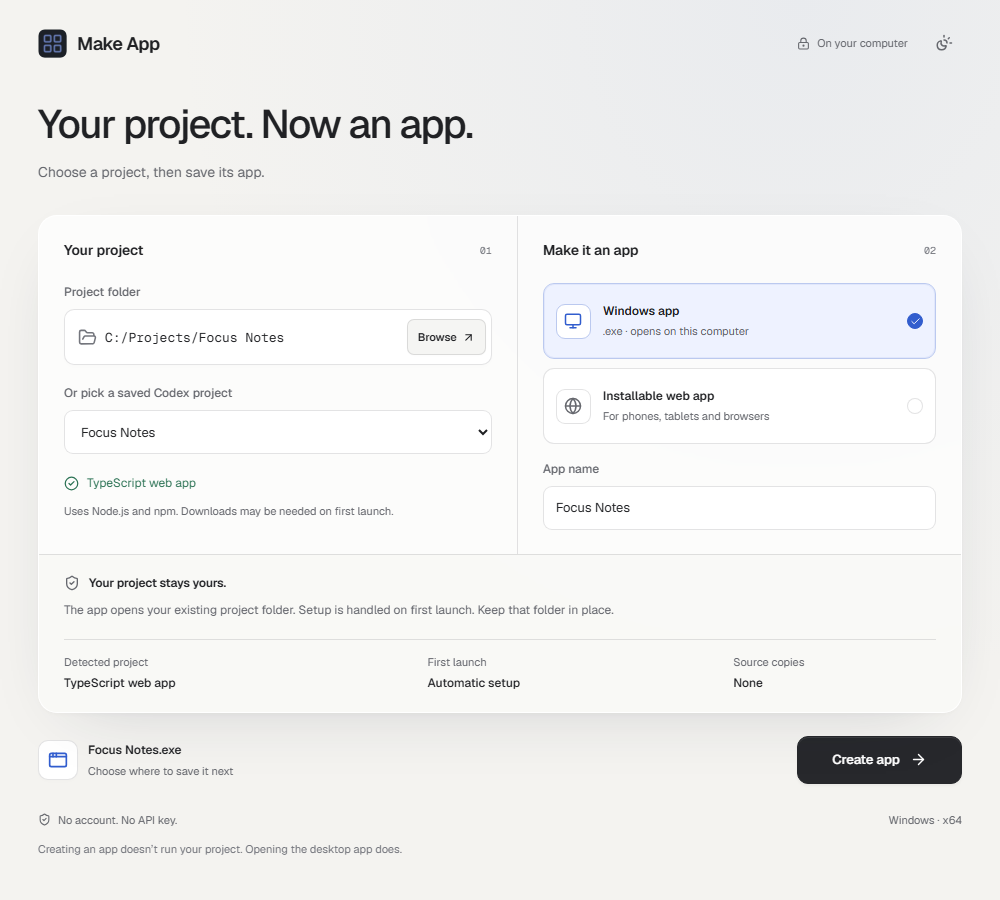 Make App
On your computer
Your project. Now an app.
Choose a project, then save its app.
Your project
01
Project folder
C:/Projects/Focus Notes
Browse
Or pick a saved Codex project
Focus Notes
TypeScript web app
Uses Node.js and npm. Downloads may be needed on first launch.
Make it an app
02
Windows app
.exe · opens on this computer
Installable web app
For phones, tablets and browsers
App name
Focus Notes
Your project stays yours.
The app opens your existing project folder. Setup is handled on first launch. Keep that folder in place.
Detected project
TypeScript web app
First launch
Automatic setup
Source copies
None
Focus Notes.exe
Choose where to save it next
Create app
No account. No API key.
Windows · x64
Creating an app doesn't run your project. Opening the desktop app does.